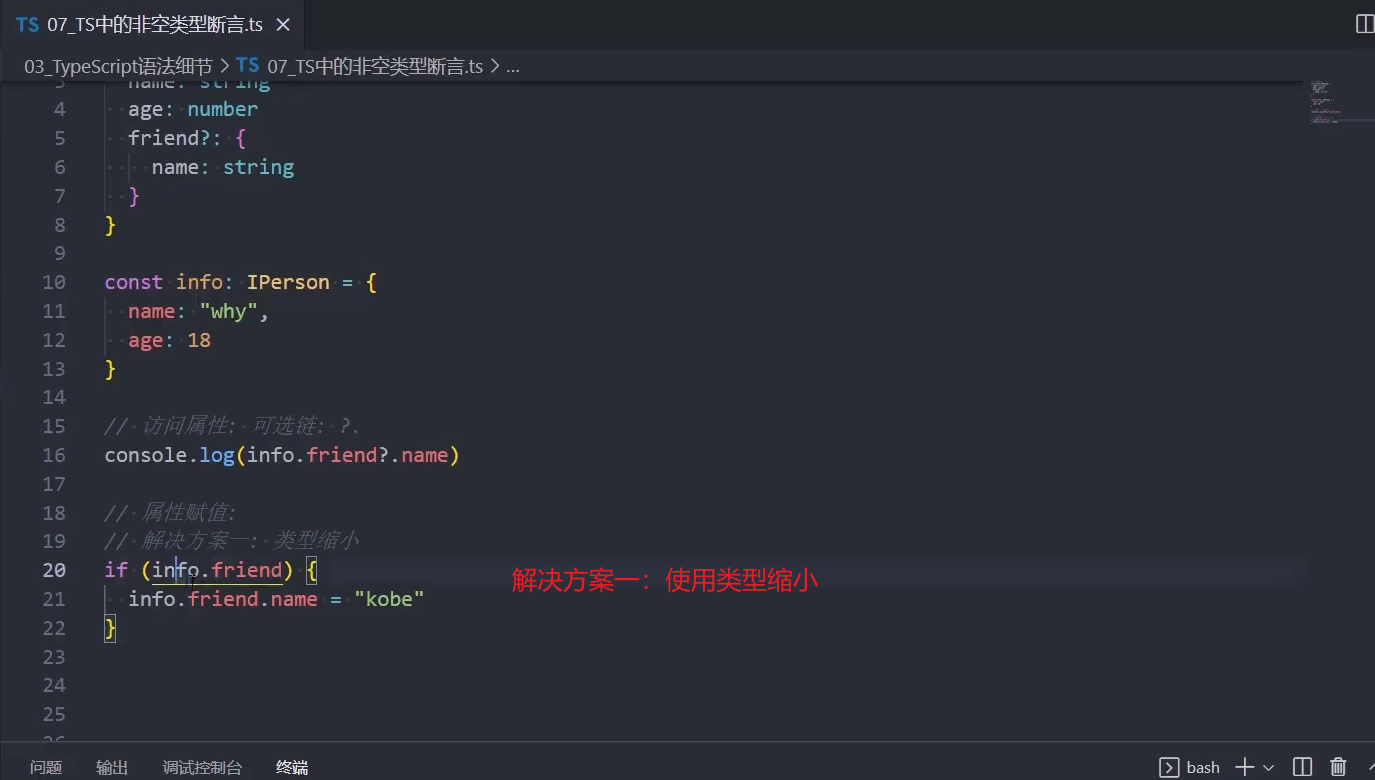 TS 07_TS中的非空类型断言.ts ×
03_TypeScript语法细节 > TS 07_TS中的非空类型断言.ts > ...
3 name: string
4 age: number
5 friend?: {
6 name: string
7 }
8 }
9
10 const info: IPerson = {
11 name: "why",
12 age: 18
13 }
14
15 // 访问属性: 可选链: ?.
16 console.log(info.friend?.name)
17
18 // 属性赋值:
19 // 解决方案一: 类型缩小
20 if (info.friend) {
解决方案一：使用类型缩小
21 info.friend.name = "kobe"
22 }
23
24
25
26
问题 输出 调试控制台 终端 bash